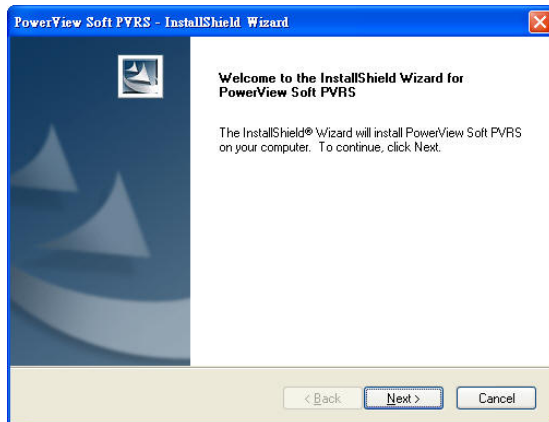 PowerView Soft PVRS - InstallShield Wizard
Welcome to the InstallShield Wizard for
PowerView Soft PVRS
The InstallShield® Wizard will install PowerView Soft PVRS
on your computer. To continue, click Next.
< Back Next > Cancel